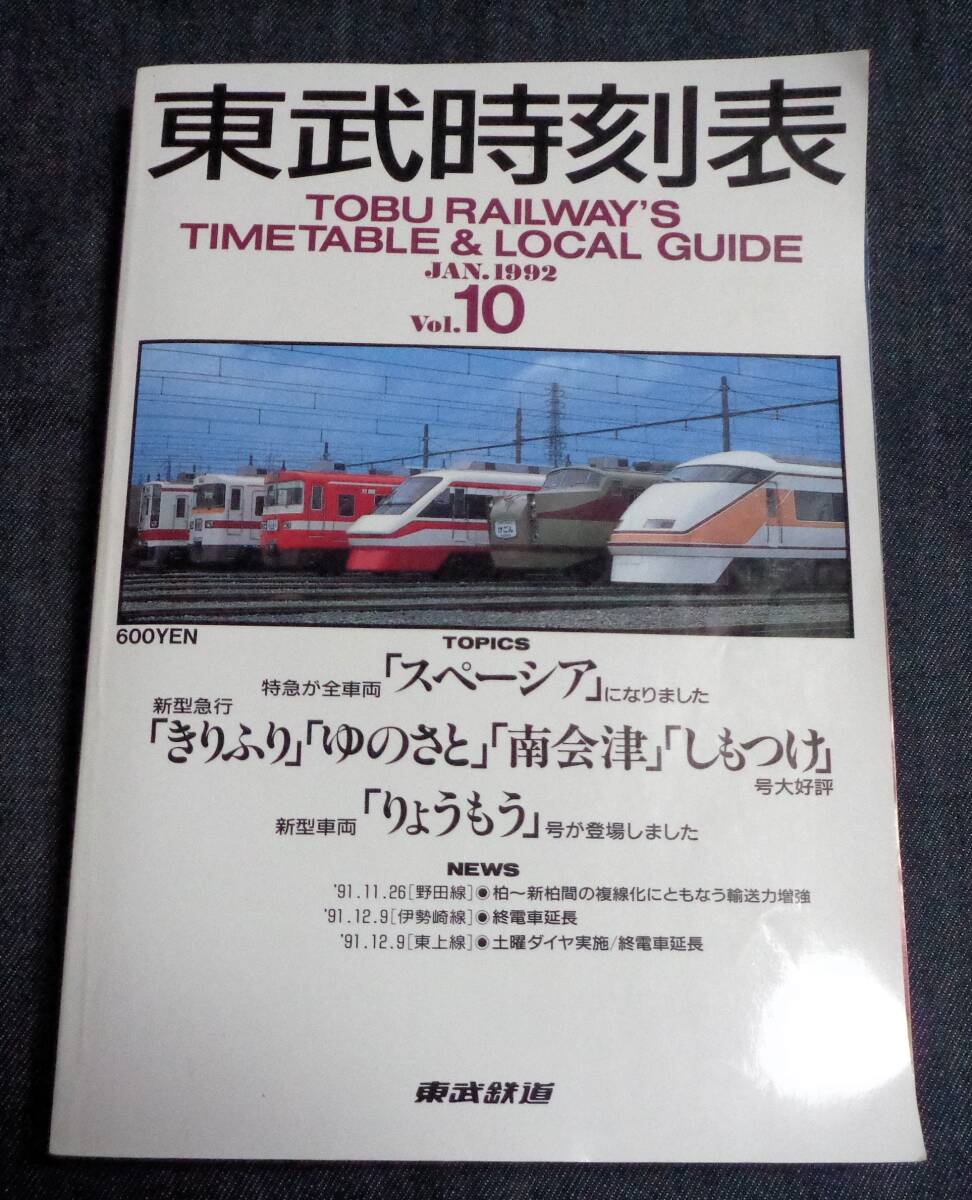 東武時刻表
TOBU RAILWAY'S
TIMETABLE & LOCAL GUIDE
JAN.1992
Vol.10
けごん
600YEN
TOPICS
特急が全車両「スペーシア」になりました
新型急行
「きりふり」「ゆのさと」「南会津」「しもつけ」
号大好評
新型車両「りょうもう」号が登場しました
NEWS
'91.11.26[野田線]◉柏〜新柏間の複線化にともなう輸送力増強
'91.12.9[伊勢崎線]◉終電車延長
'91.12.9[東上線]◉土曜ダイヤ実施/終電車延長
東武鉄道